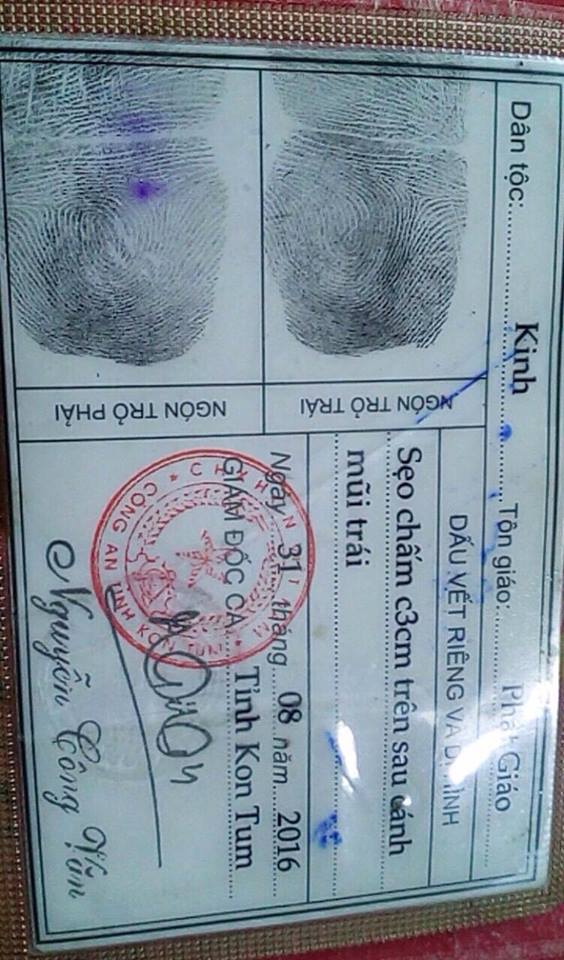 Dân tộc: Kinh Tôn giáo: Phật Giáo
DẤU VẾT RIÊNG VÀ DỊ HÌNH
Sẹo chấm c3cm trên sau cánh
mũi trái
NGÓN TRỎ TRÁI
NGÓN TRỎ PHẢI
Ngày 31 tháng 08 năm 2016
GIÁM ĐỐC CA Tỉnh Kon Tum
CÔNG AN TỈNH KON TUM
Nguyễn Công Văn